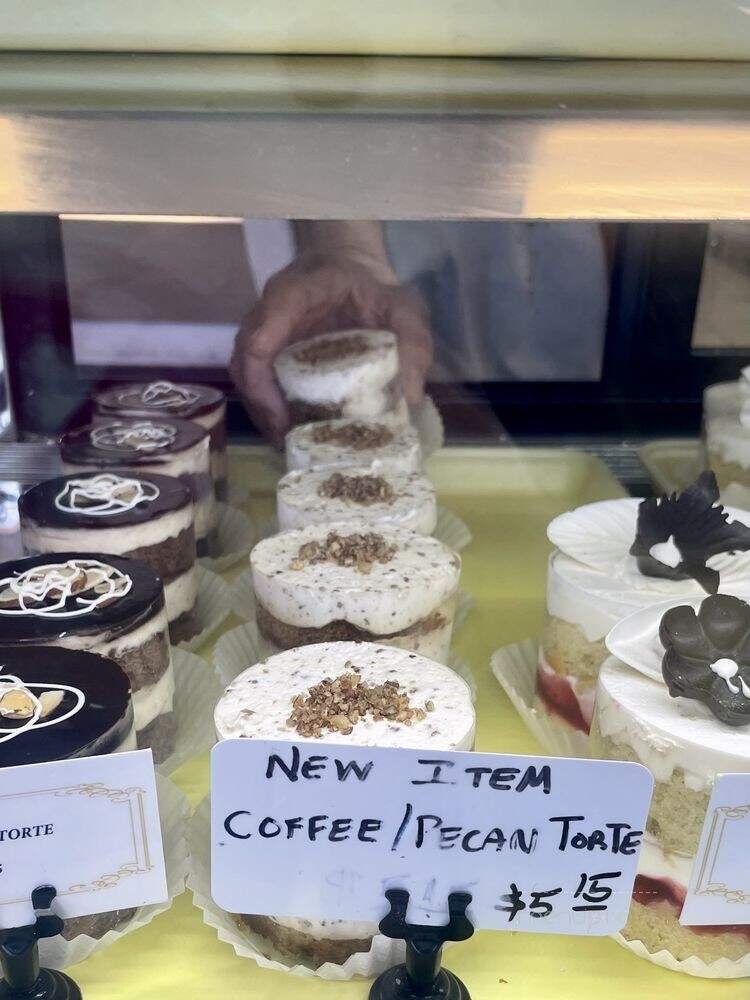 NEW ITEM
COFFEE/PECAN TORTE
$5 15
TORTE